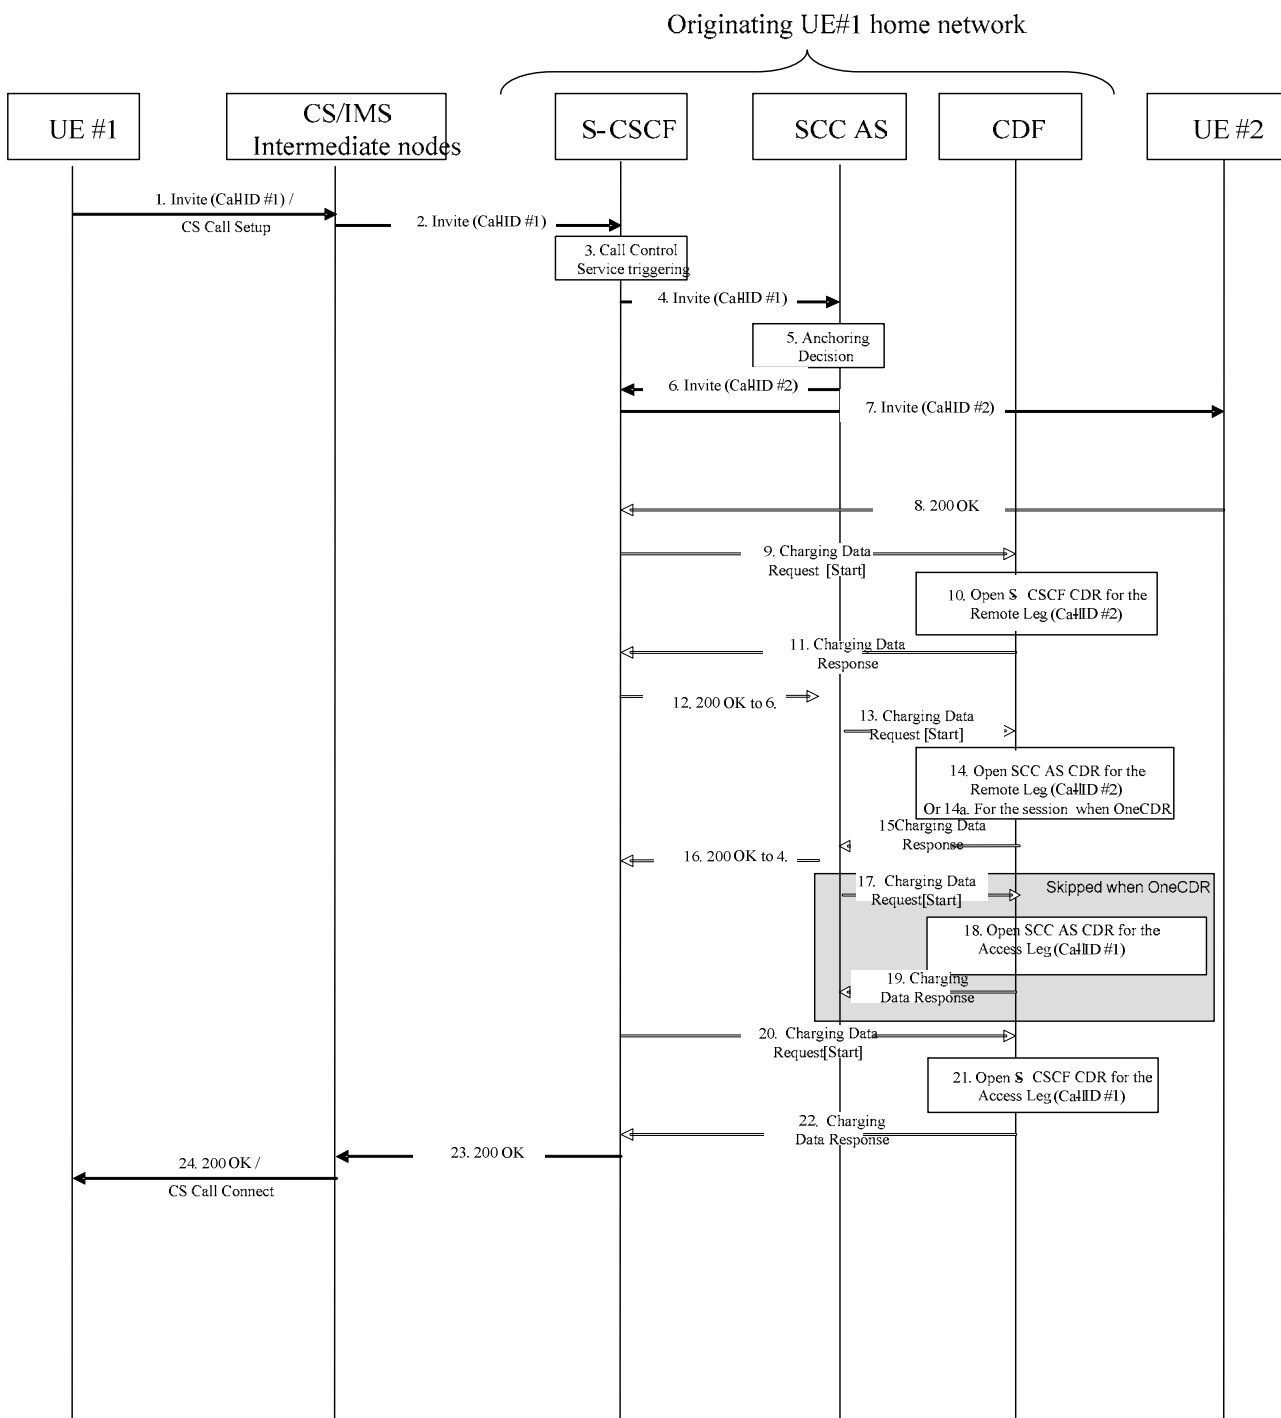 Originating UE#1 home network
UE #1
CS/IMS
Intermediate nodes
S-CSCF
SCC AS
CDF
UE #2
1. Invite (Call-ID #1) /
CS Call Setup
2. Invite (Call-ID #1)
3. Call Control
Service triggering
4. Invite (Call-ID #1)
5. Anchoring
Decision
6. Invite (Call-ID #2)
7. Invite (Call-ID #2)
8. 200 OK
9. Charging Data
Request [Start]
10. Open S-CSCF CDR for the
Remote Leg (Call-ID #2)
11. Charging Data
Response
12. 200 OK to 6.
13. Charging Data
Request [Start]
14. Open SCC AS CDR for the
Remote Leg (Call-ID #2)
Or 14a. For the session when OneCDR
15Charging Data
Response
16. 200 OK to 4.
Skipped when OneCDR
17. Charging Data
Request[Start]
18. Open SCC AS CDR for the
Access Leg (Call-ID #1)
19. Charging
Data Response
20. Charging Data
Request[Start]
21. Open S-CSCF CDR for the
Access Leg (Call-ID #1)
22. Charging
Data Response
23. 200 OK
24. 200 OK /
CS Call Connect